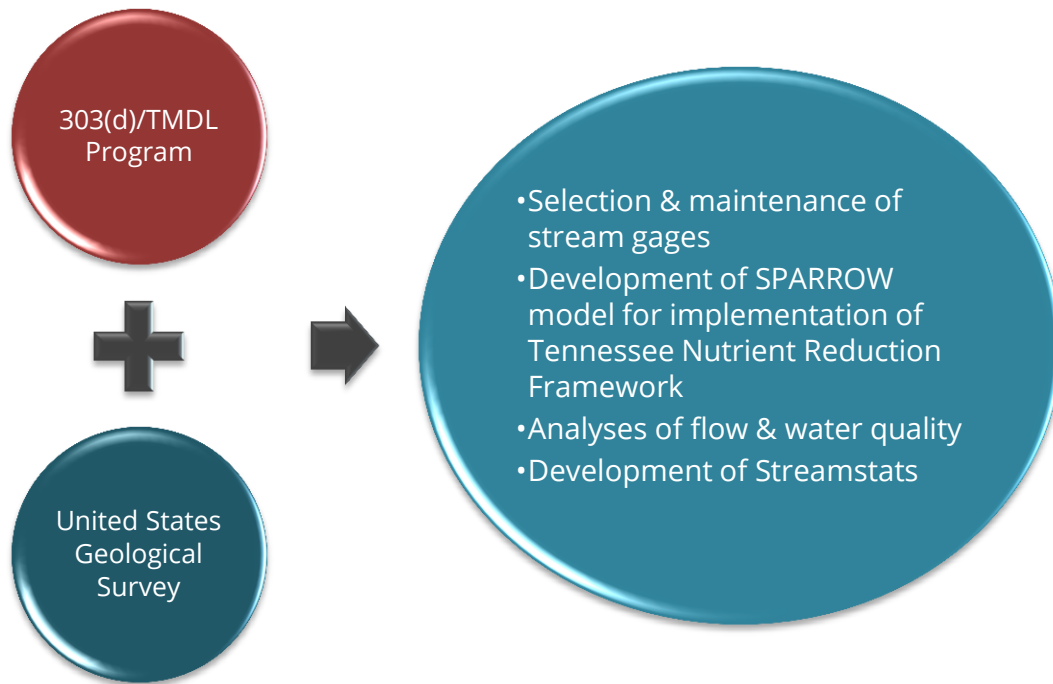 303(d)/TMDL
Program
United States
Geological
Survey
•Selection & maintenance of
stream gages
•Development of SPARROW
model for implementation of
Tennessee Nutrient Reduction
Framework
•Analyses of flow & water quality
•Development of Streamstats